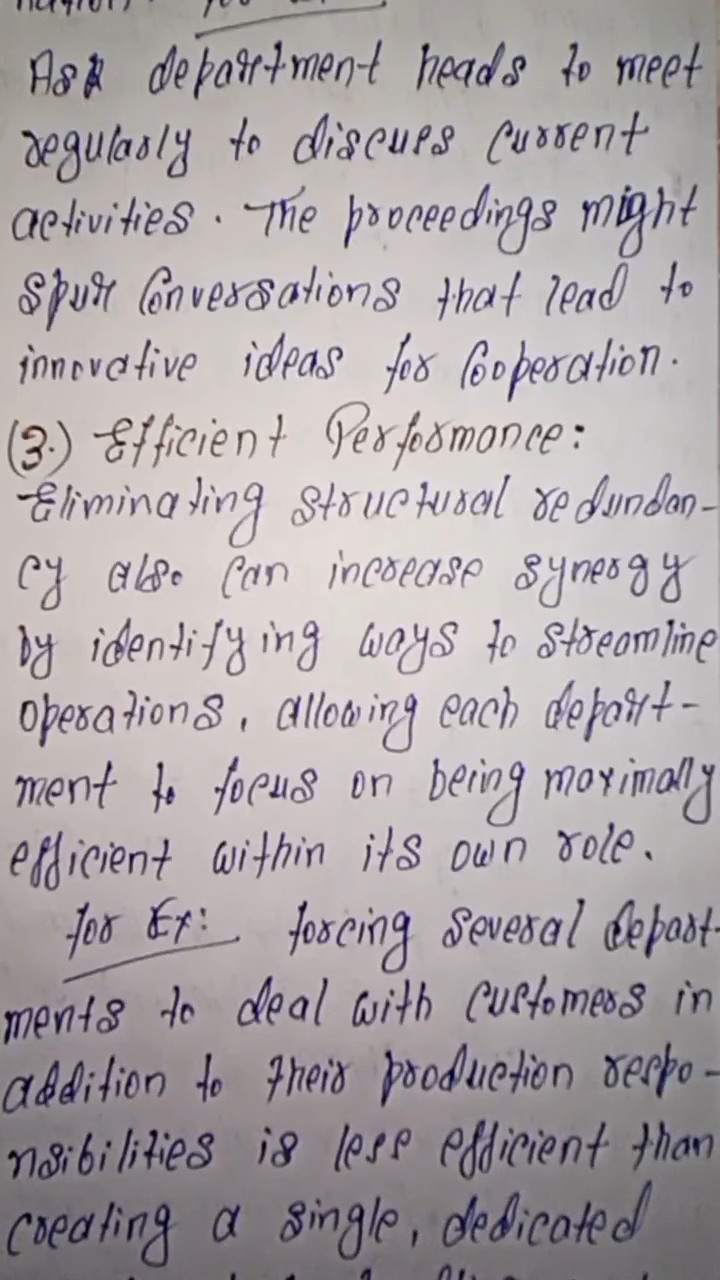 Ask department heads to meet
regularly to discuss current
activities. The proceedings might
spur Conversations that lead to
innovative ideas for Cooperation.
(3.) Efficient Performance:
Eliminating structural redundan-
cy also can increase synergy
by identifying ways to streamline
operations, allowing each depart-
ment to focus on being maximally
efficient within its own role.
for Ex: forcing several depart-
ments to deal with customers in
addition to their production respo-
nsibilities is less efficient than
creating a single, dedicated